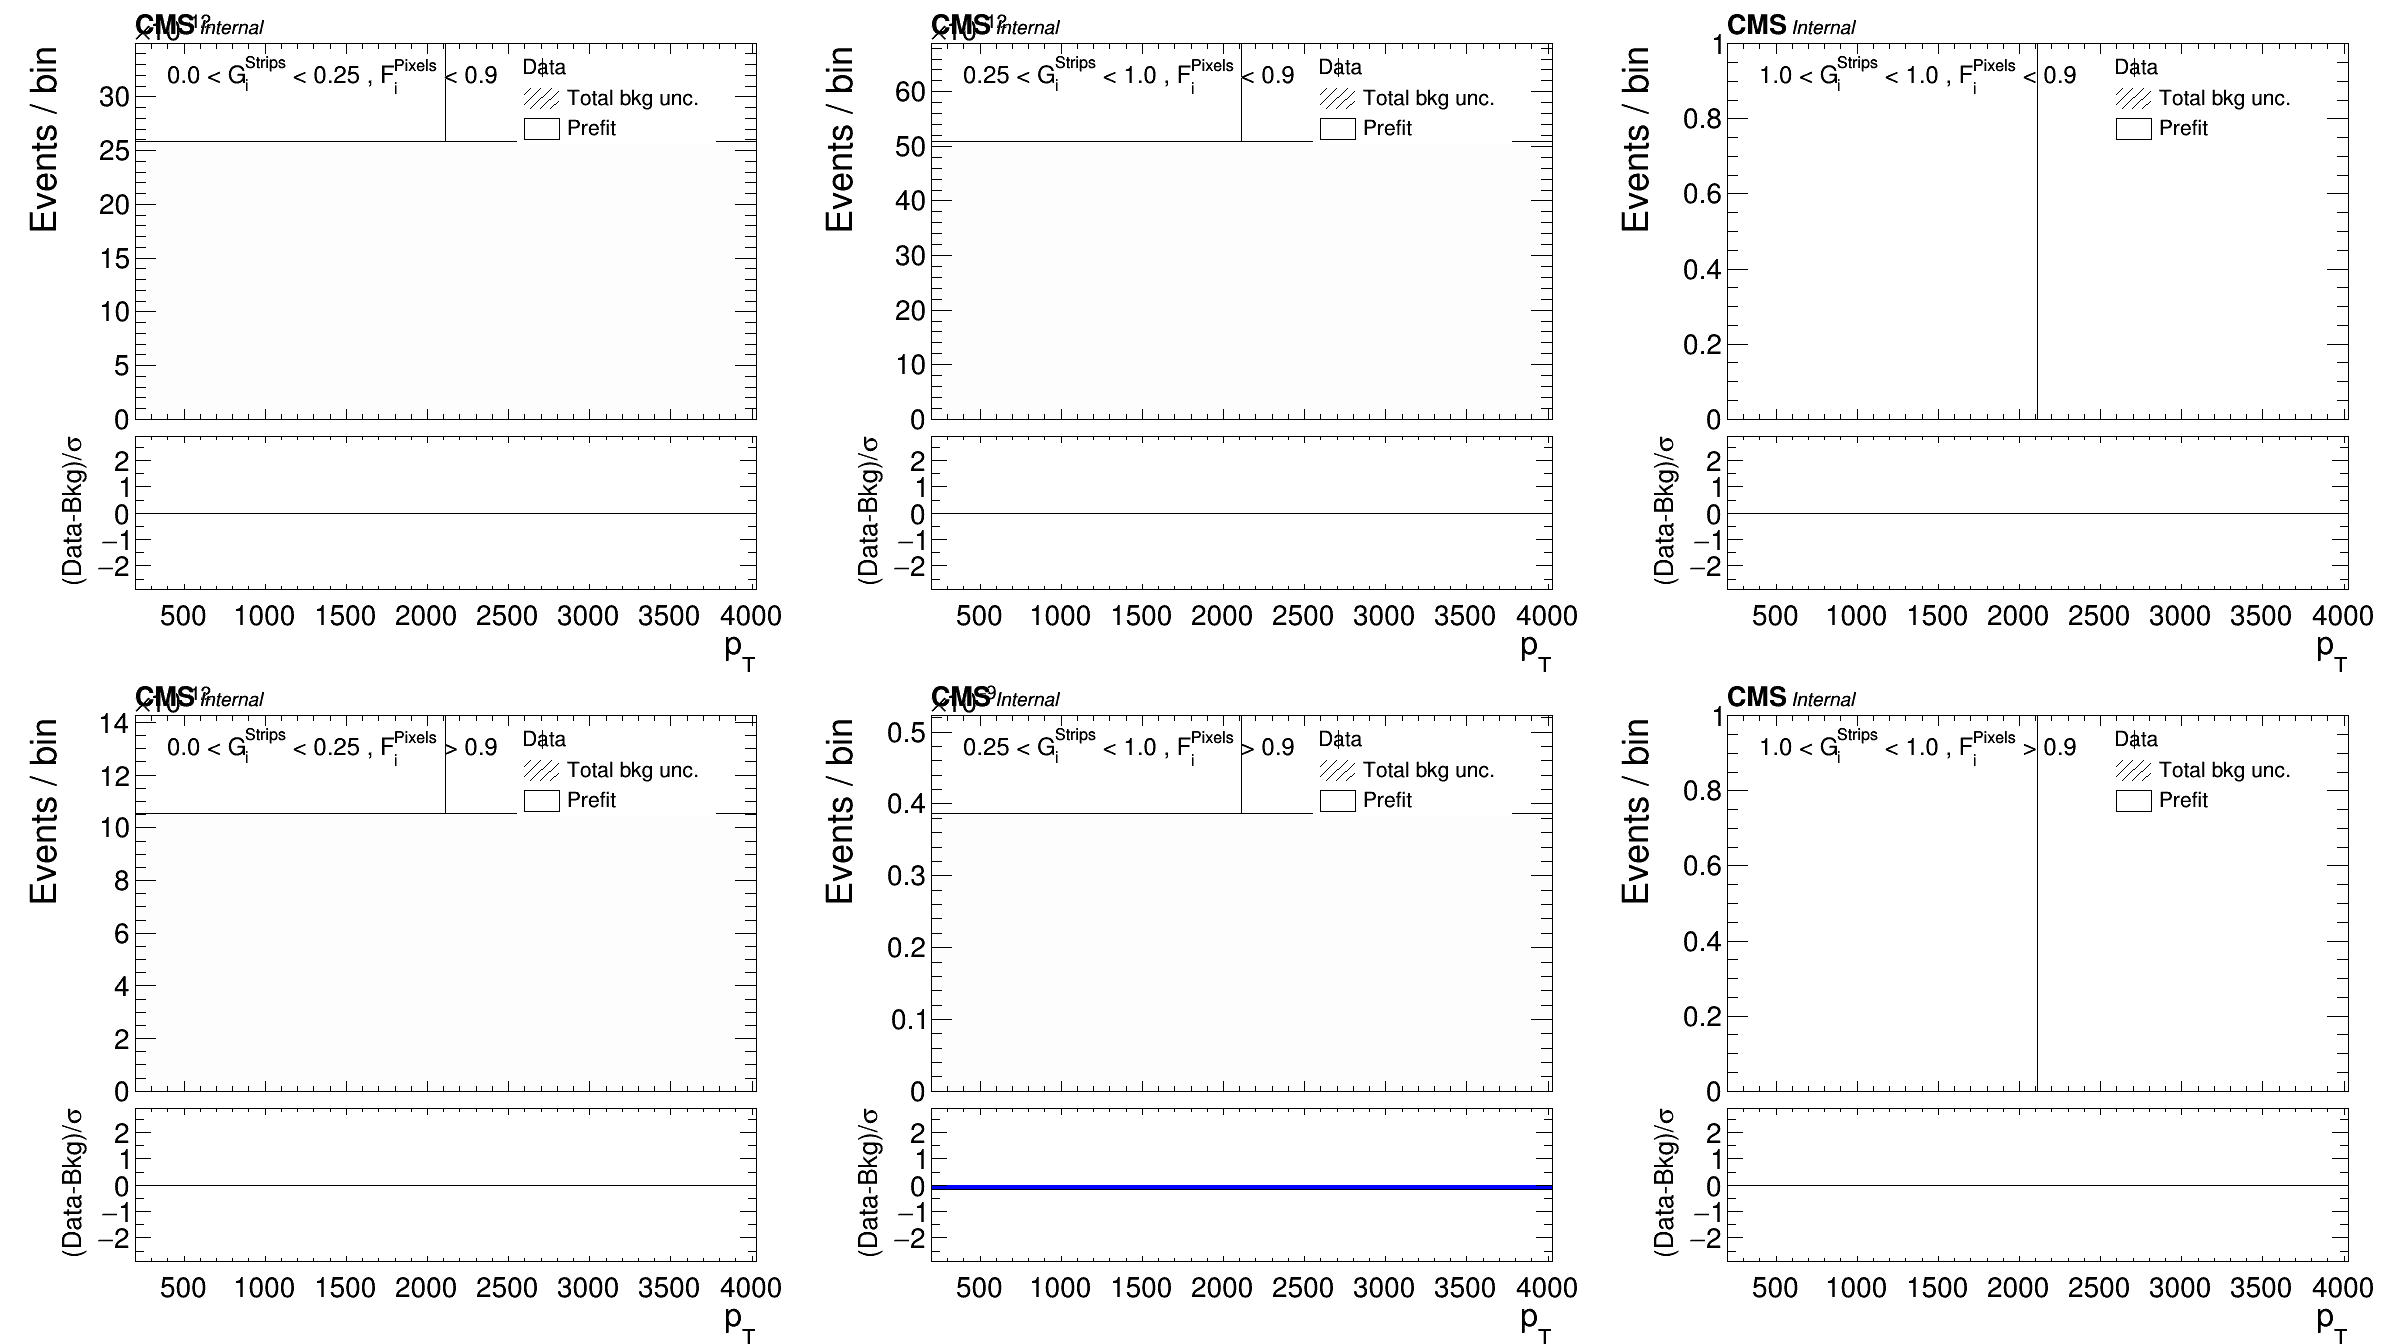 CMS Internal
×10¹²
Events / bin
0.0 < G_i^Strips < 0.25 , F_i^Pixels < 0.9
Data
Total bkg unc.
Prefit
30
25
20
15
10
5
0
(Data-Bkg)/σ
2
1
0
−1
−2
500 1000 1500 2000 2500 3000 3500 4000
p_T
CMS Internal
×10¹²
Events / bin
0.25 < G_i^Strips < 1.0 , F_i^Pixels < 0.9
Data
Total bkg unc.
Prefit
60
50
40
30
20
10
0
(Data-Bkg)/σ
2
1
0
−1
−2
500 1000 1500 2000 2500 3000 3500 4000
p_T
CMS Internal
Events / bin
1.0 < G_i^Strips < 1.0 , F_i^Pixels < 0.9
Data
Total bkg unc.
Prefit
1
0.8
0.6
0.4
0.2
0
(Data-Bkg)/σ
2
1
0
−1
−2
500 1000 1500 2000 2500 3000 3500 4000
p_T
CMS Internal
×10¹²
Events / bin
0.0 < G_i^Strips < 0.25 , F_i^Pixels > 0.9
Data
Total bkg unc.
Prefit
14
12
10
8
6
4
2
0
(Data-Bkg)/σ
2
1
0
−1
−2
500 1000 1500 2000 2500 3000 3500 4000
p_T
CMS Internal
Events / bin
0.25 < G_i^Strips < 1.0 , F_i^Pixels > 0.9
Data
Total bkg unc.
Prefit
0.5
0.4
0.3
0.2
0.1
0
(Data-Bkg)/σ
2
1
0
−1
−2
500 1000 1500 2000 2500 3000 3500 4000
p_T
CMS Internal
Events / bin
1.0 < G_i^Strips < 1.0 , F_i^Pixels > 0.9
Data
Total bkg unc.
Prefit
1
0.8
0.6
0.4
0.2
0
(Data-Bkg)/σ
2
1
0
−1
−2
500 1000 1500 2000 2500 3000 3500 4000
p_T